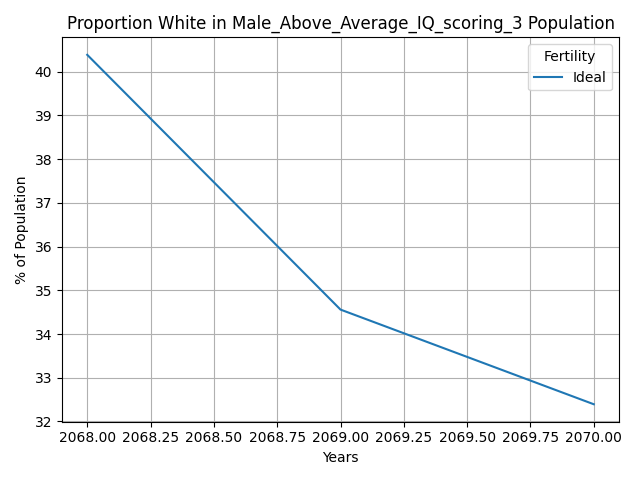 Proportion White in Male_Above_Average_IQ_scoring_3 Population
Fertility
Ideal
40
39
38
37
36
35
34
33
32
% of Population
2068.00 2068.25 2068.50 2068.75 2069.00 2069.25 2069.50 2069.75 2070.00
Years